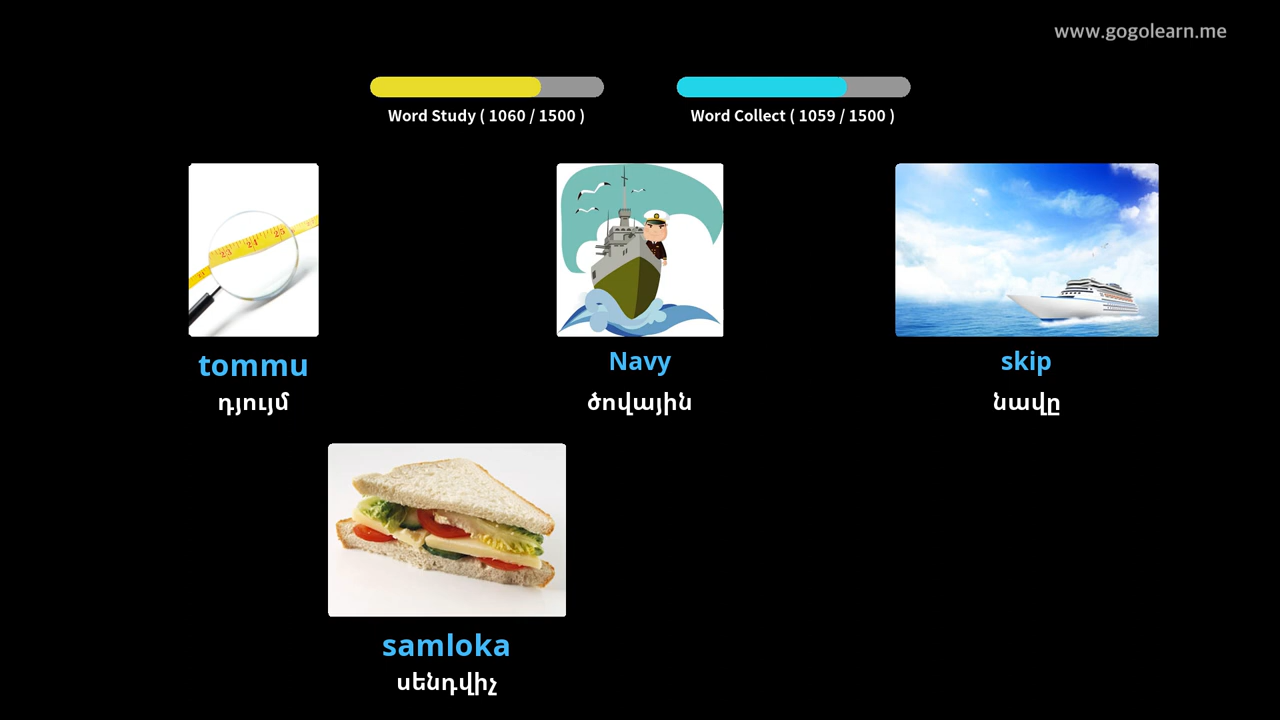 www.gogolearn.me
Word Study ( 1060 / 1500 )
Word Collect ( 1059 / 1500 )
tommu
դյույմ
Navy
ծովային
skip
նավը
samloka
սենդվիչ